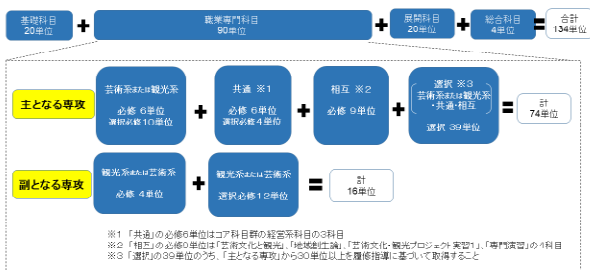 基礎科目
20単位
+
職業専門科目
90単位
+
展開科目
20単位
+
総合科目
4単位
=
合計
134単位
主となる専攻
芸術系または観光系
必修 6単位
選択必修10単位
+
共通 ※1
必修 6単位
選択必修4単位
+
相互 ※2
必修 9単位
+
選択 ※3
芸術系または観光系
・共通・相互
選択 39単位
=
計
74単位
副となる専攻
観光系または芸術系
必修 4単位
+
観光系または芸術系
選択必修12単位
=
計
16単位
※1 「共通」の必修6単位はコア科目群の経営系科目の3科目
※2 「相互」の必修9単位は「芸術文化と観光」、「地域創生論」、「芸術文化・観光プロジェクト実習1」、「専門演習」の4科目
※3 「選択」の39単位のうち、「主となる専攻」から30単位以上を履修指導に基づいて取得すること